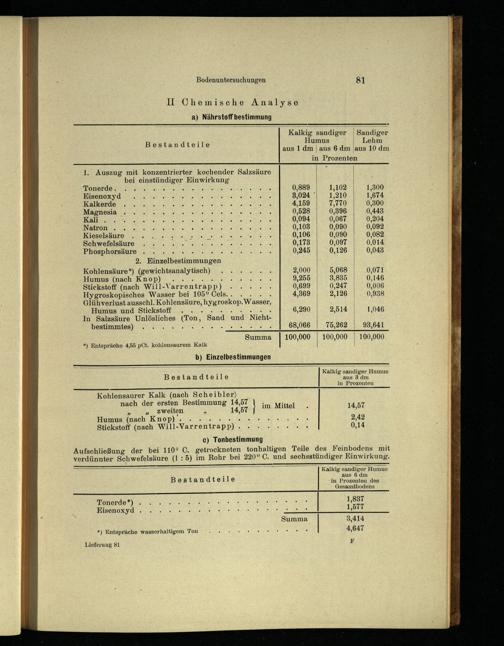 Bodenuntersuchungen 81
II Chemische Analyse
a) Nährstoffbestimmung
Bestandteile
Kalkig sandiger Humus
aus 1 dm aus 6 dm
Sandiger Lehm
aus 10 dm
in Prozenten
1. Auszug mit konzentrierter kochender Salzsäure
bei einstündiger Einwirkung
Tonerde 0,889 1,102 1,300
Eisenoxyd 3,024 1,210 1,674
Kalkerde 4,159 7,770 0,300
Magnesia 0,528 0,396 0,443
Kali 0,094 0,067 0,204
Natron 0,103 0,090 0,092
Kieselsäure 0,106 0,090 0,082
Schwefelsäure 0,173 0,097 0,014
Phosphorsäure 0,245 0,126 0,043
2. Einzelbestimmungen
Kohlensäure*) (gewichtsanalytisch) 2,000 5,068 0,071
Humus (nach Knop) 9,255 3,835 0,146
Stickstoff (nach Will-Varrentrapp) 0,699 0,247 0,006
Hygroskopisches Wasser bei 105° Cels. 4,369 2,126 0,938
Glühverlust ausschl. Kohlensäure, hygroskop. Wasser,
Humus und Stickstoff 6,290 2,514 1,046
In Salzsäure Unlösliches (Ton, Sand und Nicht-
bestimmtes) 68,066 75,262 93,641
Summa 100,000 100,000 100,000
*) Entspräche 4,55 pCt. kohlensaurem Kalk
b) Einzelbestimmungen
Bestandteile
Kalkig sandiger Humus
aus 3 dm
in Prozenten
Kohlensaurer Kalk (nach Scheibler)
nach der ersten Bestimmung 14,57
" " zweiten " 14,57
} im Mittel . 14,57
Humus (nach Knop) 2,42
Stickstoff (nach Will-Varrentrapp) 0,14
c) Tonbestimmung
Aufschließung der bei 110° C. getrockneten tonhaltigen Teile des Feinbodens mit
verdünnter Schwefelsäure (1 : 5) im Rohr bei 220° C. und sechsstündiger Einwirkung.
Bestandteile
Kalkig sandiger Humus
aus 6 dm
in Prozenten des
Gesamtbodens
Tonerde*) 1,837
Eisenoxyd 1,577
Summa 3,414
*) Entspräche wasserhaltigem Ton 4,647
Lieferung 81 F